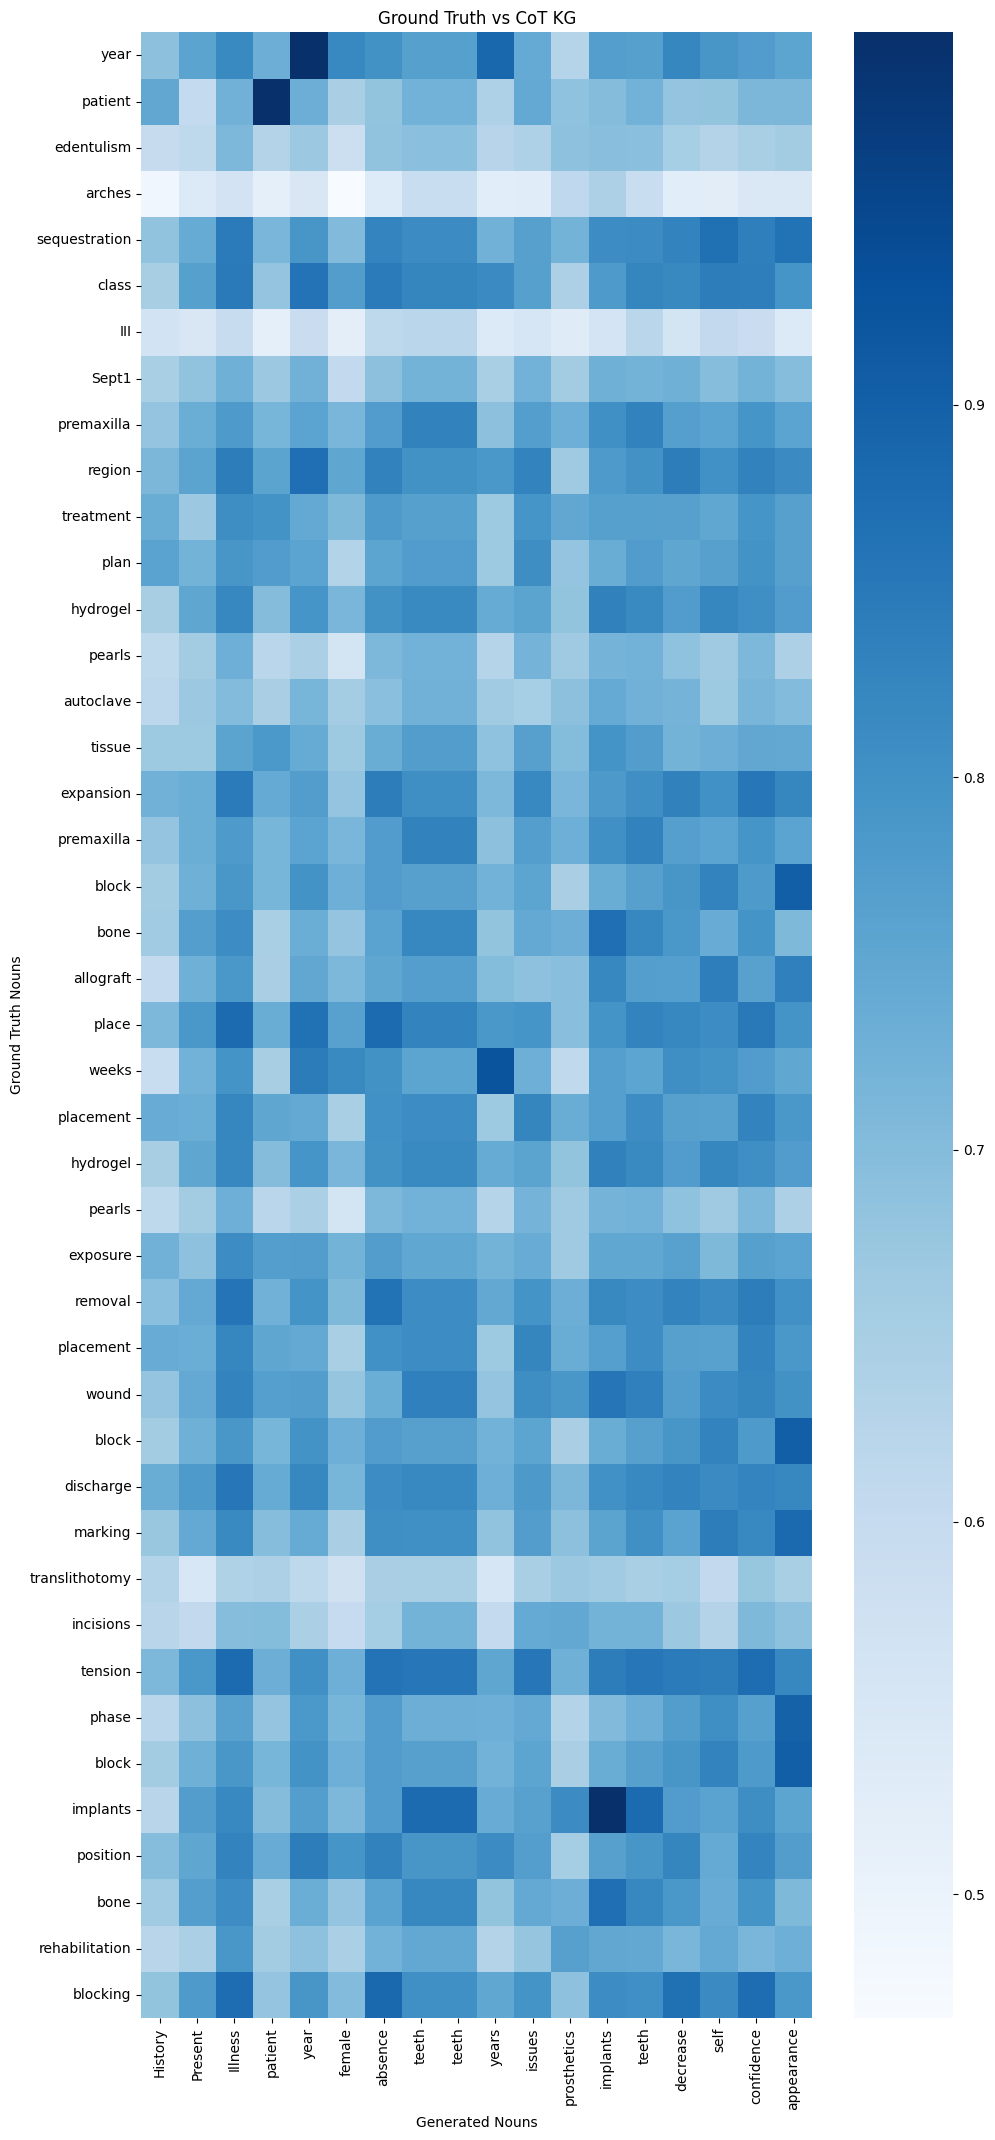 Ground Truth vs CoT KG
year
patient
edentulism
arches
sequestration
class
III
Sept1
premaxilla
region
treatment
plan
hydrogel
pearls
autoclave
tissue
expansion
premaxilla
block
bone
allograft
place
weeks
placement
hydrogel
pearls
exposure
removal
placement
wound
block
discharge
marking
translithotomy
incisions
tension
phase
block
implants
position
bone
rehabilitation
blocking
Ground Truth Nouns
History
Present
Illness
patient
year
female
absence
teeth
teeth
years
issues
prosthetics
implants
teeth
decrease
self
confidence
appearance
Generated Nouns
0.9
0.8
0.7
0.6
0.5